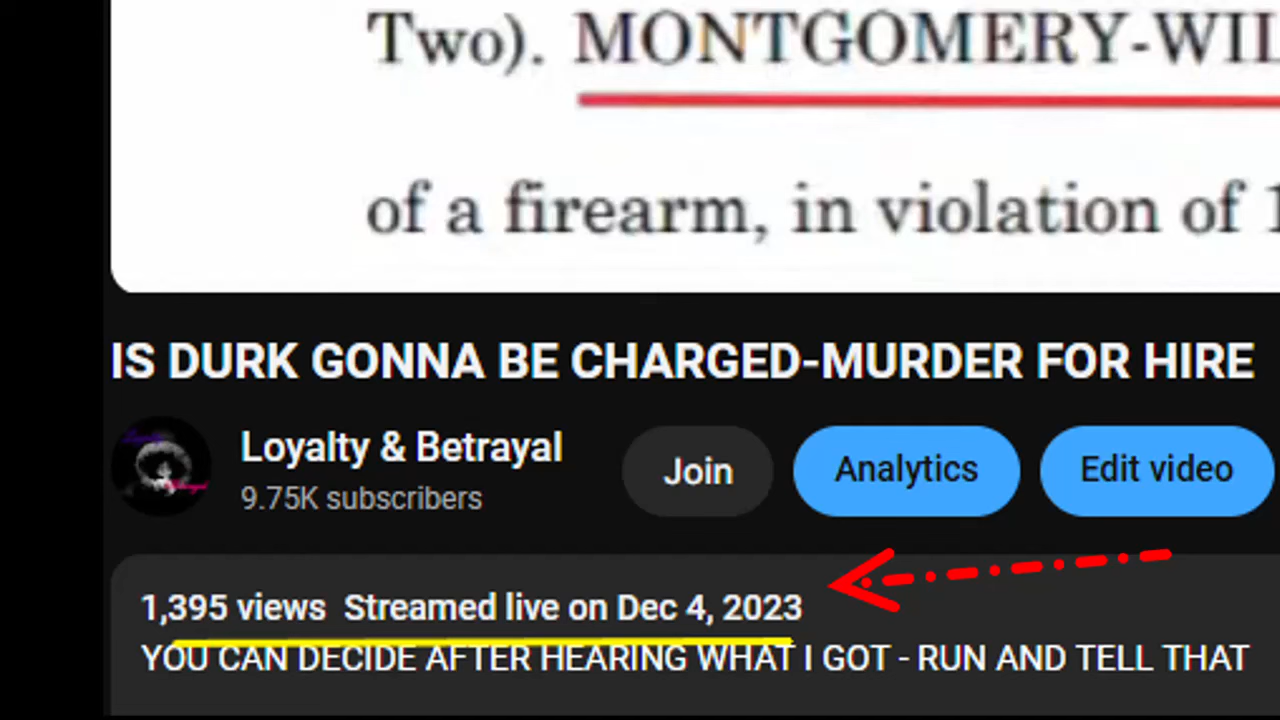 Two). MONTGOMERY-WIL
of a firearm, in violation of 1
IS DURK GONNA BE CHARGED-MURDER FOR HIRE
Loyalty & Betrayal
9.75K subscribers
Join
Analytics
Edit video
1,395 views Streamed live on Dec 4, 2023
YOU CAN DECIDE AFTER HEARING WHAT I GOT - RUN AND TELL THAT